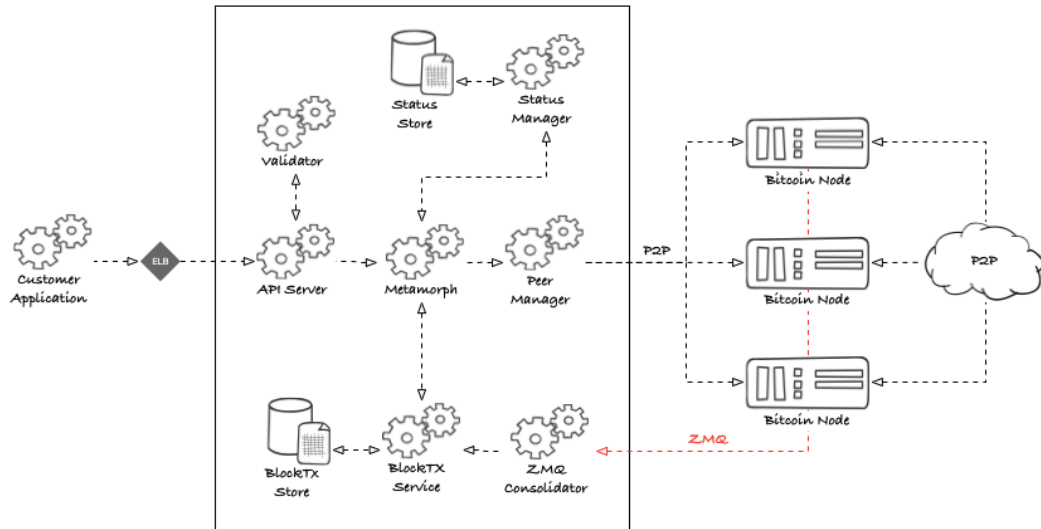 Status
Store
Status
Manager
Validator
Bitcoin Node
Customer
Application
ELB
API Server
Metamorph
Peer
Manager
P2P
Bitcoin Node
P2P
BlockTx
Store
BlockTX
Service
ZMQ
Consolidator
ZMQ
Bitcoin Node